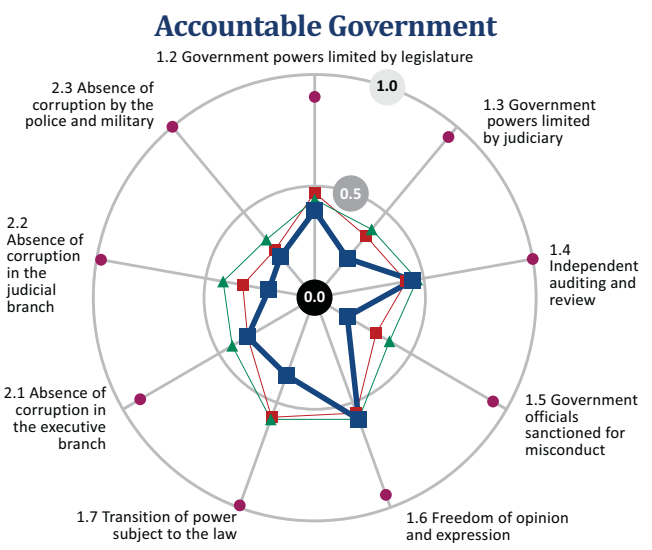 Accountable Government
1.2 Government powers limited by legislature
1.0
2.3 Absence of
corruption by the
police and military
1.3 Government
powers limited
by judiciary
0.5
2.2
Absence of
corruption
in the
judicial
branch
1.4
Independent
auditing and
review
0.0
2.1 Absence of
corruption in
the executive
branch
1.5 Government
officials
sanctioned for
misconduct
1.7 Transition of power
subject to the law
1.6 Freedom of opinion
and expression